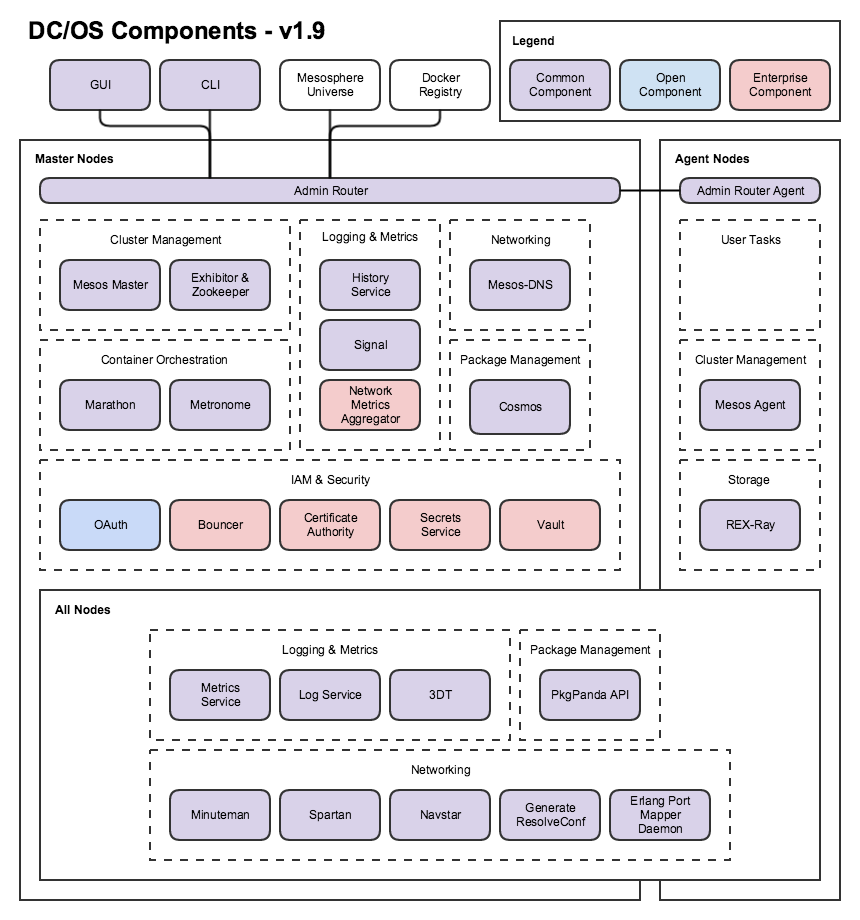 DC/OS Components - v1.9
Legend
GUI
CLI
Mesosphere
Universe
Docker
Registry
Common
Component
Open
Component
Enterprise
Component
Master Nodes
Agent Nodes
Admin Router
Admin Router Agent
Cluster Management
Mesos Master
Exhibitor &
Zookeeper
Logging & Metrics
History
Service
Signal
Network
Metrics
Aggregator
Networking
Mesos-DNS
User Tasks
Container Orchestration
Marathon
Metronome
Package Management
Cosmos
Cluster Management
Mesos Agent
IAM & Security
OAuth
Bouncer
Certificate
Authority
Secrets
Service
Vault
Storage
REX-Ray
All Nodes
Logging & Metrics
Metrics
Service
Log Service
3DT
Package Management
PkgPanda API
Networking
Minuteman
Spartan
Navstar
Generate
ResolveConf
Erlang Port
Mapper
Daemon